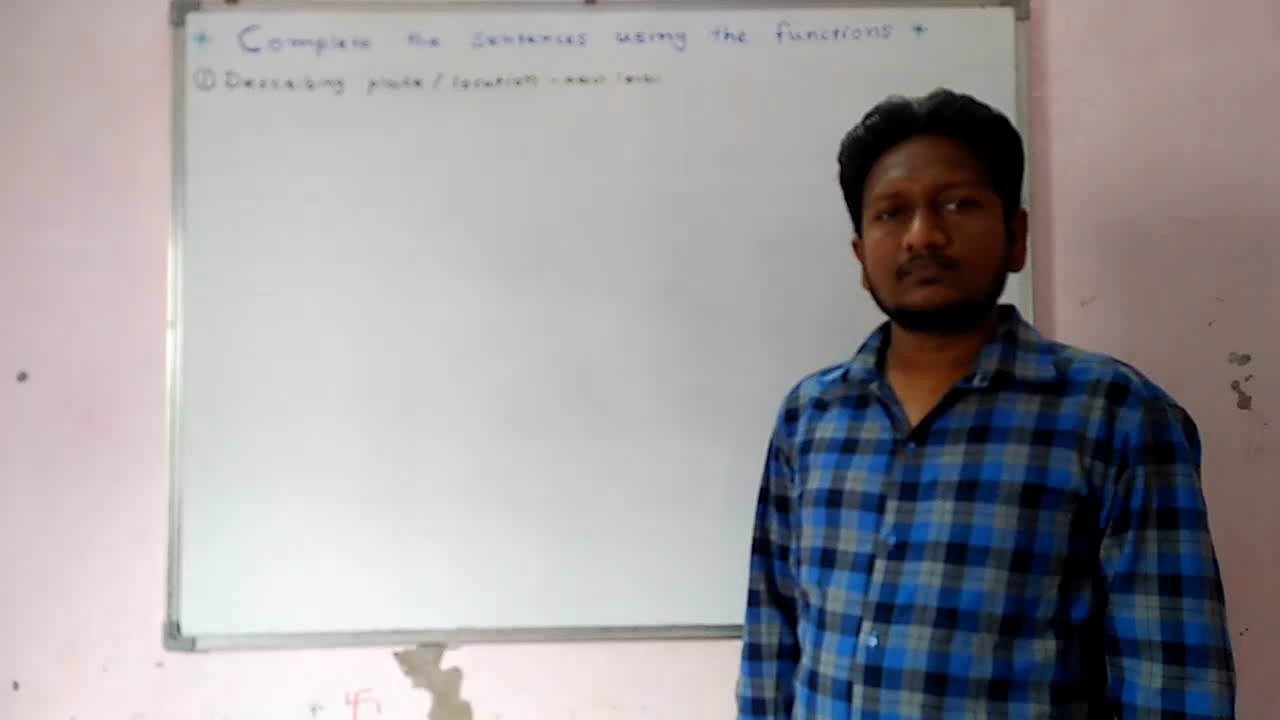 * Complete the sentences using the functions *
① Describing place / location -